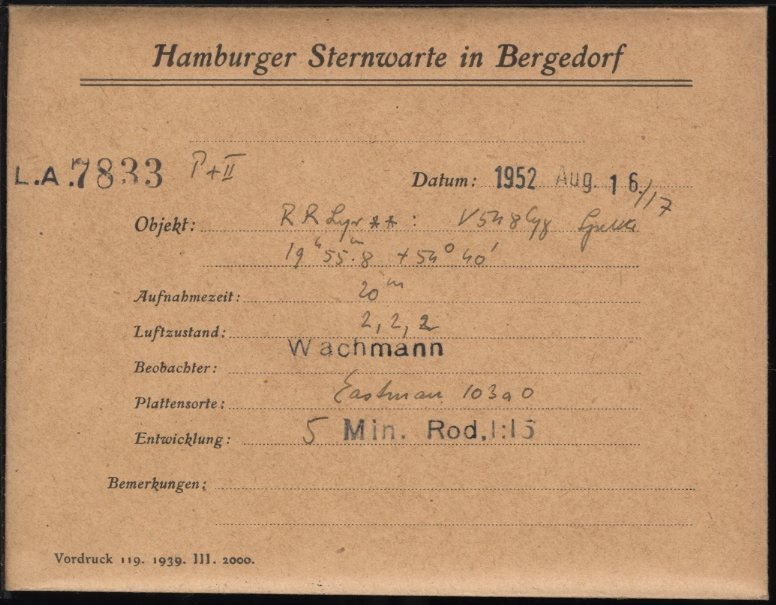 Hamburger Sternwarte in Bergedorf
L.A. 7833 P+II
Datum: 1952 Aug. 16/17
Objekt: RR Lyr ** : V548 Cyg
19ʰ 55ᵐ.8 +54° 40'
Aufnahmezeit: 20ᵐ
Luftzustand: 2, 2, 2
Beobachter: Wachmann
Plattensorte: Eastman 103a0
Entwicklung: 5 Min. Rod. 1:15
Bemerkungen:
Vordruck 119. 1939. III. 2000.